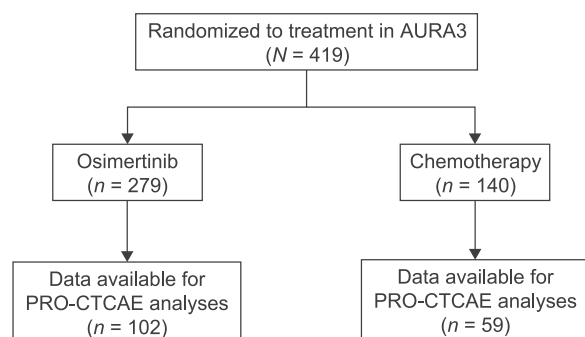 Randomized to treatment in AURA3
(N = 419)
Osimertinib
(n = 279)
Chemotherapy
(n = 140)
Data available for
PRO-CTCAE analyses
(n = 102)
Data available for
PRO-CTCAE analyses
(n = 59)